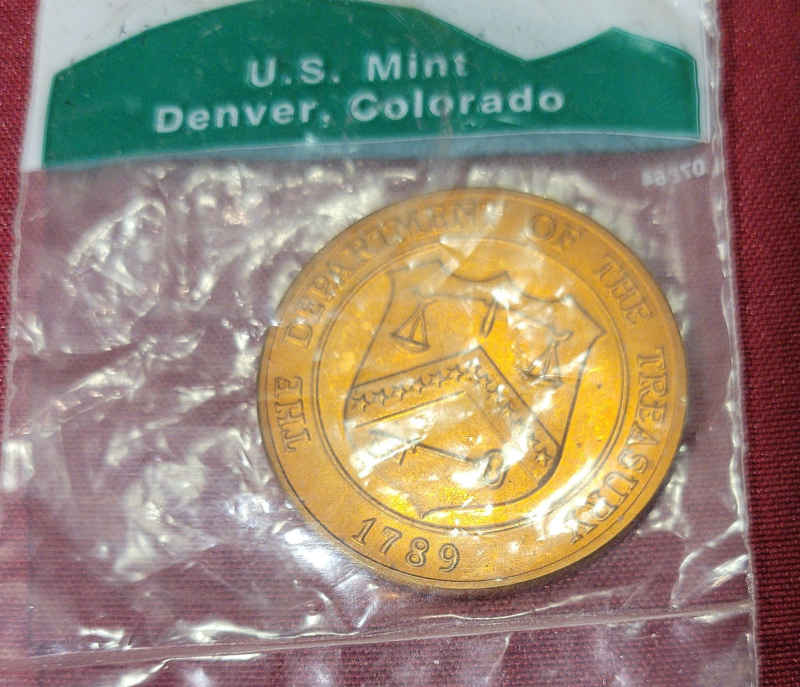 U.S. Mint
Denver, Colorado
THE DEPARTMENT OF THE TREASURY
1789